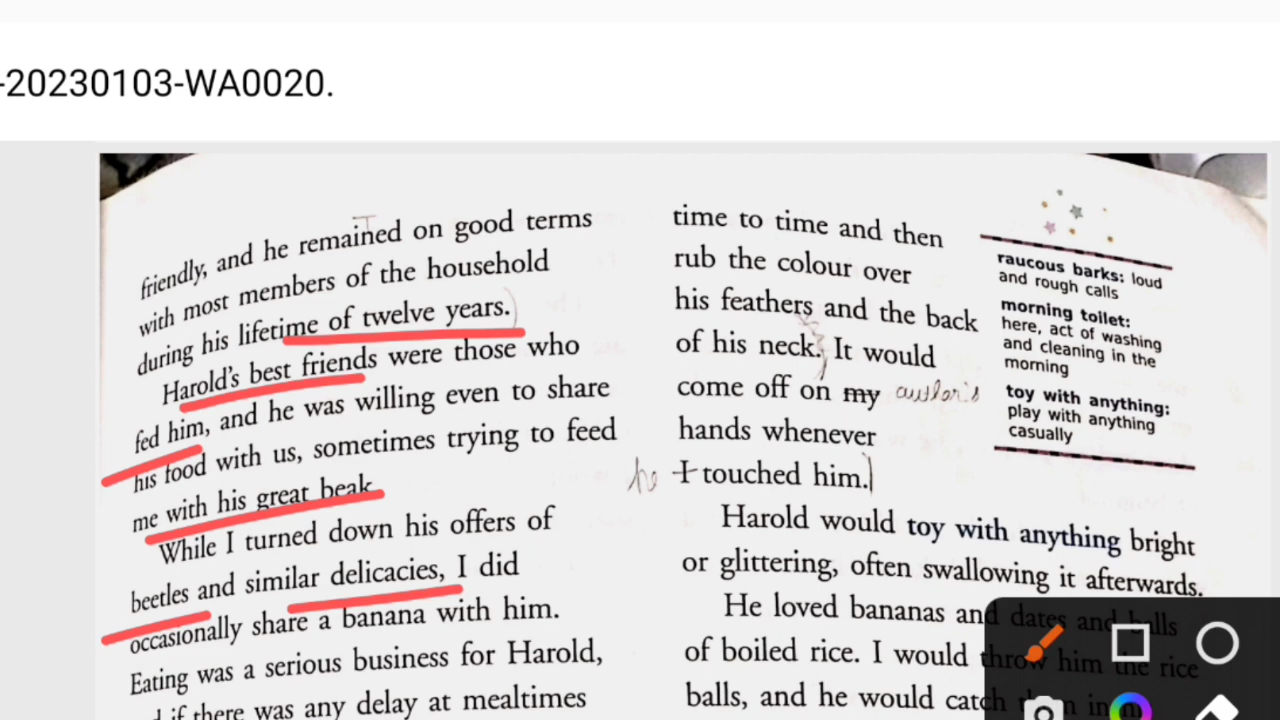 -20230103-WA0020.
friendly, and he remained on good terms
with most members of the household
during his lifetime of twelve years.
Harold's best friends were those who
fed him, and he was willing even to share
his food with us, sometimes trying to feed
me with his great beak
While I turned down his offers of
beetles and similar delicacies, I did
occasionally share a banana with him.
Eating was a serious business for Harold,
if there was any delay at mealtimes
time to time and then
rub the colour over
his feathers and the back
of his neck. It would
come off on my author's
hands whenever
he I touched him.
Harold would toy with anything bright
or glittering, often swallowing it afterwards.
He loved bananas and dates and balls
of boiled rice. I would throw him the rice
balls, and he would catch them in
raucous barks: loud
and rough calls
morning toilet:
here, act of washing
and cleaning in the
morning
toy with anything:
play with anything
casually